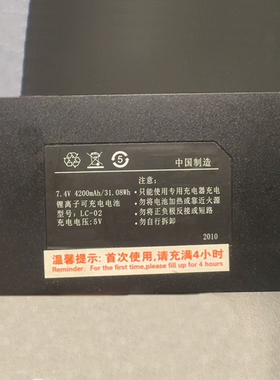 5
中国制造
7.4V 4200mAh/31.08Wh
锂离子可充电电池
型号:LC-02
充电电压:5V
注意:
·只能使用专用充电器充电
·勿将电池加热或靠近火源
·勿将正负极反接或短路
·勿自行拆卸
2010
温馨提示:首次使用,请充满4小时
Reminder: For the first time,please fill up for 4 hours